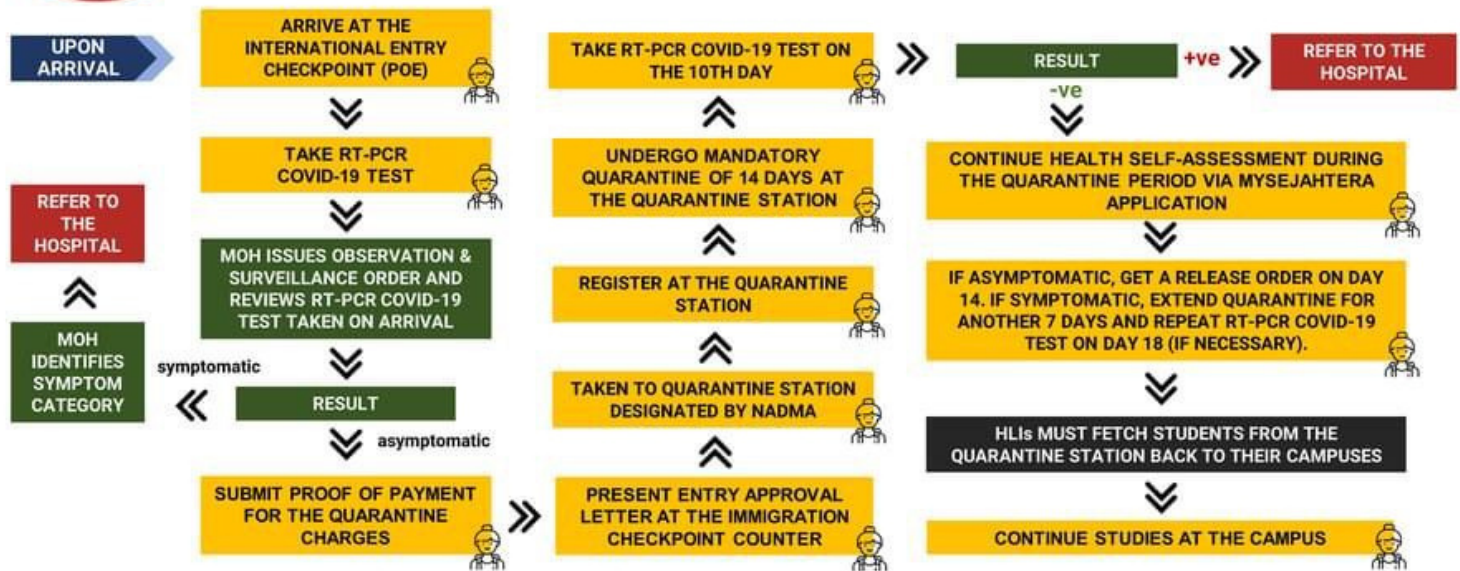 UPON
ARRIVAL
ARRIVE AT THE
INTERNATIONAL ENTRY
CHECKPOINT (POE)
TAKE RT-PCR
COVID-19 TEST
MOH ISSUES OBSERVATION &
SURVEILLANCE ORDER AND
REVIEWS RT-PCR COVID-19
TEST TAKEN ON ARRIVAL
RESULT
symptomatic
MOH
IDENTIFIES
SYMPTOM
CATEGORY
REFER TO
THE
HOSPITAL
asymptomatic
SUBMIT PROOF OF PAYMENT
FOR THE QUARANTINE
CHARGES
PRESENT ENTRY APPROVAL
LETTER AT THE IMMIGRATION
CHECKPOINT COUNTER
TAKEN TO QUARANTINE STATION
DESIGNATED BY NADMA
REGISTER AT THE QUARANTINE
STATION
UNDERGO MANDATORY
QUARANTINE OF 14 DAYS AT
THE QUARANTINE STATION
TAKE RT-PCR COVID-19 TEST ON
THE 10TH DAY
RESULT
+ve
REFER TO THE
HOSPITAL
-ve
CONTINUE HEALTH SELF-ASSESSMENT DURING
THE QUARANTINE PERIOD VIA MYSEJAHTERA
APPLICATION
IF ASYMPTOMATIC, GET A RELEASE ORDER ON DAY
14. IF SYMPTOMATIC, EXTEND QUARANTINE FOR
ANOTHER 7 DAYS AND REPEAT RT-PCR COVID-19
TEST ON DAY 18 (IF NECESSARY).
HLIs MUST FETCH STUDENTS FROM THE
QUARANTINE STATION BACK TO THEIR CAMPUSES
CONTINUE STUDIES AT THE CAMPUS